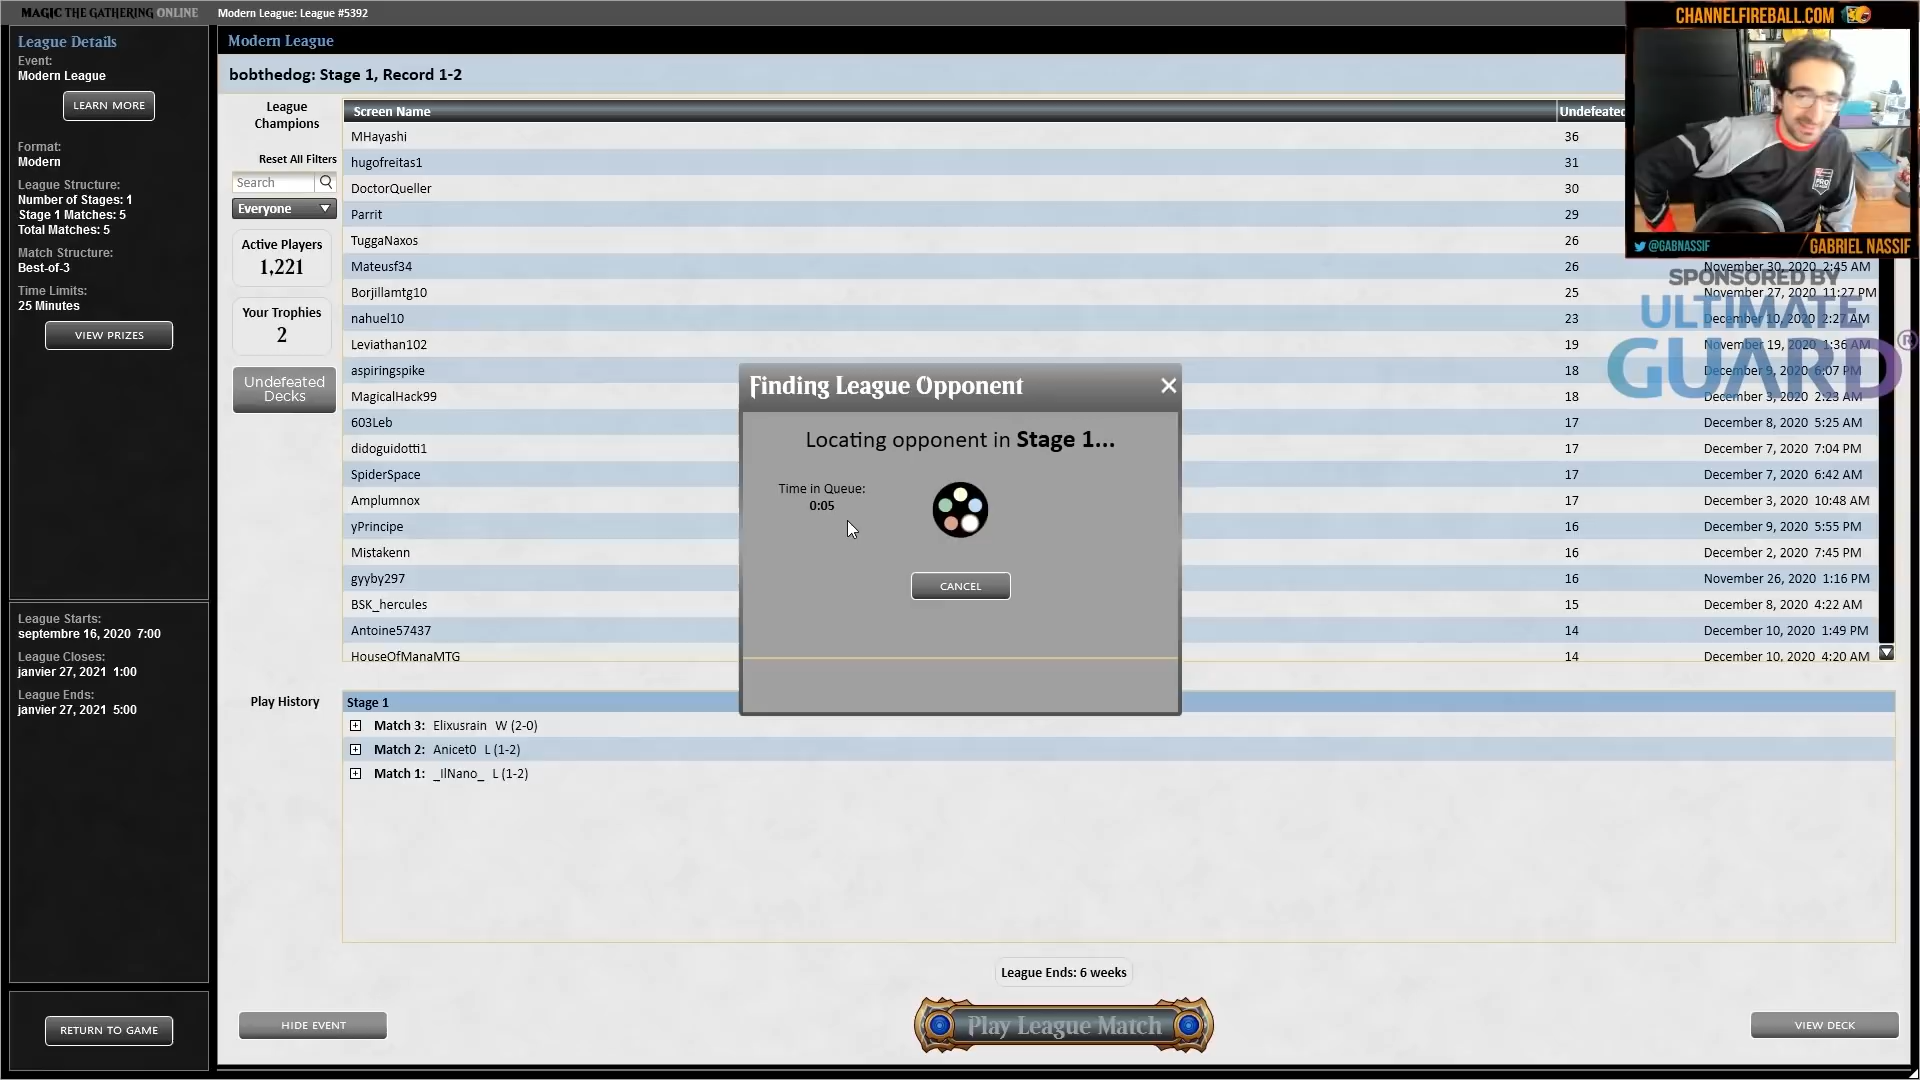 MAGIC THE GATHERING ONLINE
Modern League: League #5392
CHANNELFIREBALL.COM
League Details
Event:
Modern League
LEARN MORE
Format:
Modern
League Structure:
Number of Stages: 1
Stage 1 Matches: 5
Total Matches: 5
Match Structure:
Best-of-3
Time Limits:
25 Minutes
VIEW PRIZES
League Starts:
septembre 16, 2020 7:00
League Closes:
janvier 27, 2021 1:00
League Ends:
janvier 27, 2021 5:00
RETURN TO GAME
Modern League
bobthedog: Stage 1, Record 1-2
League
Champions
Reset All Filters
Search
Everyone
Active Players
1,221
Your Trophies
2
Undefeated
Decks
Screen Name Undefeated
MHayashi 36
hugofreitas1 31
DoctorQueller 30
Parrit 29
TuggaNaxos 26
Mateusf34 26 November 30, 2020 2:45 AM
Borjillamtg10 25 November 27, 2020 11:27 PM
nahuel10 23 December 10, 2020 2:27 AM
Leviathan102 19 November 19, 2020 1:36 AM
aspiringspike 18 December 9, 2020 6:07 PM
MagicalHack99 18 December 3, 2020 2:23 AM
603Leb 17 December 8, 2020 5:25 AM
didoguidotti1 17 December 7, 2020 7:04 PM
SpiderSpace 17 December 7, 2020 6:42 AM
Amplumnox 17 December 3, 2020 10:48 AM
yPrincipe 16 December 9, 2020 5:55 PM
Mistakenn 16 December 2, 2020 7:45 PM
gyyby297 16 November 26, 2020 1:16 PM
BSK_hercules 15 December 8, 2020 4:22 AM
Antoine57437 14 December 10, 2020 1:49 PM
HouseOfManaMTG 14 December 10, 2020 4:20 AM
@GABNASSIF
GABRIEL NASSIF
SPONSORED BY
ULTIMATE
GUARD®
Finding League Opponent
Locating opponent in Stage 1...
Time in Queue:
0:05
CANCEL
Play History
Stage 1
Match 3: Elixusrain W (2-0)
Match 2: Anicet0 L (1-2)
Match 1: _IlNano_ L (1-2)
League Ends: 6 weeks
HIDE EVENT
Play League Match
VIEW DECK